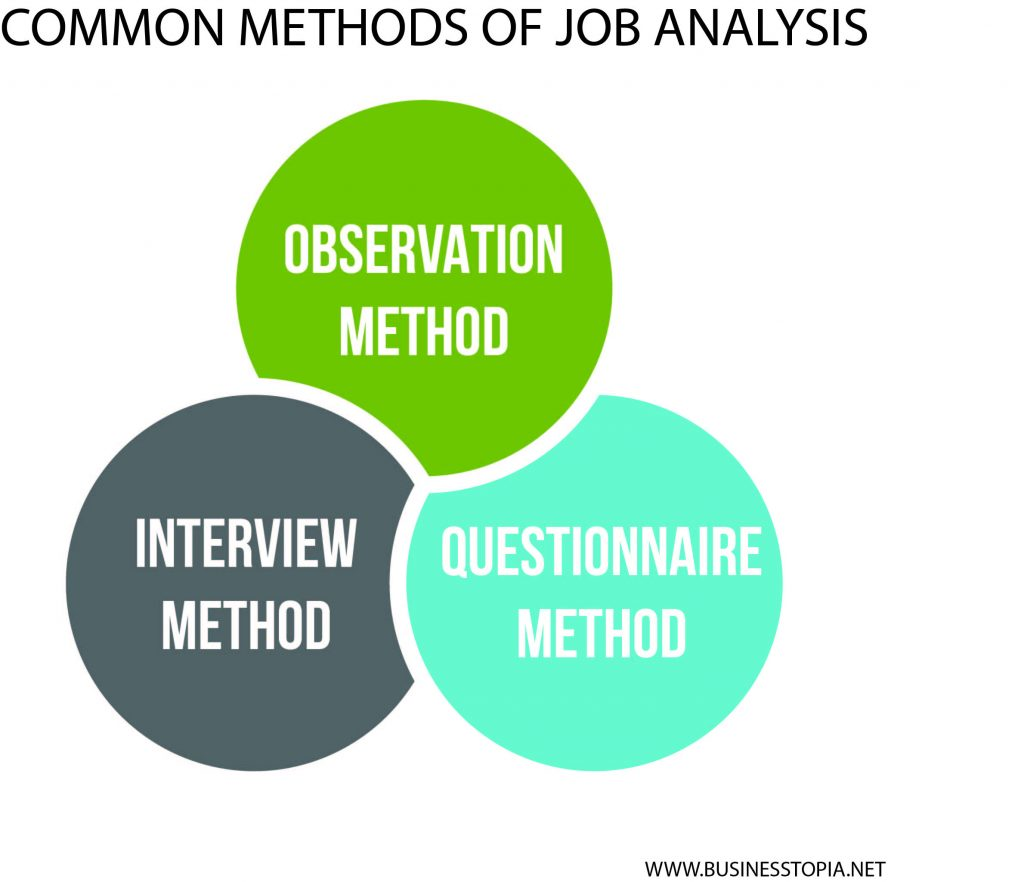 COMMON METHODS OF JOB ANALYSIS
OBSERVATION
METHOD
INTERVIEW
METHOD
QUESTIONNAIRE
METHOD
WWW.BUSINESSTOPIA.NET